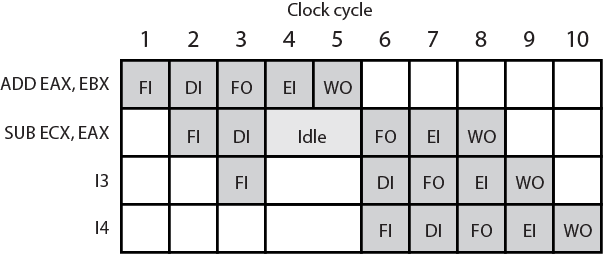 Clock cycle
1 2 3 4 5 6 7 8 9 10
ADD EAX, EBX FI DI FO EI WO
SUB ECX, EAX FI DI Idle FO EI WO
I3 FI DI FO EI WO
I4 FI DI FO EI WO